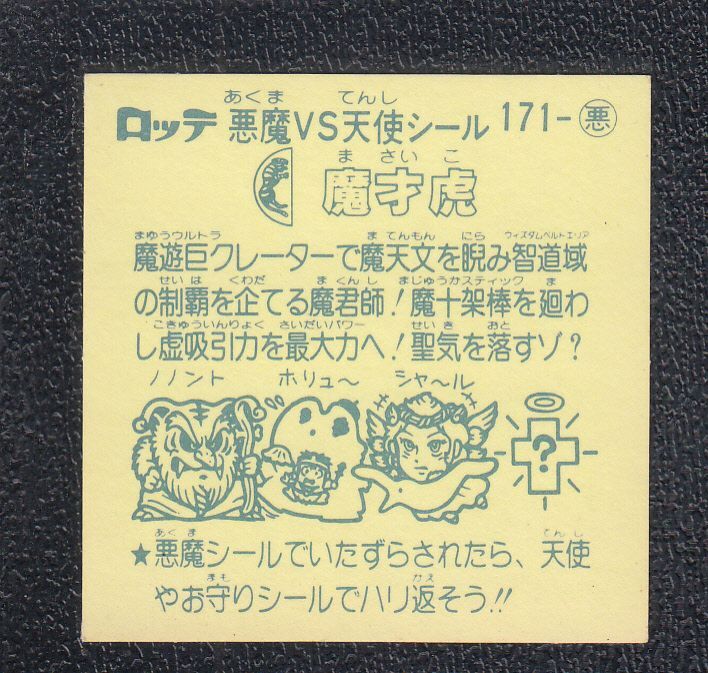 あくま てんし
ロッテ 悪魔VS天使シール 171-悪
まさいこ
魔才虎
まゆうウルトラ まてんもん にら ウィズダムベルトエリア
魔遊巨クレーターで魔天文を睨み智道域
せいは くわだ まくんし まじゅうかスティック ま
の制覇を企てる魔君師!魔十架棒を廻わ
こきゅういんりょく さいだいパワー せいき おと
し虚吸引力を最大力へ!聖気を落すゾ?
ノノント ホリュ〜 シャ〜ル
?
あくま てんし
★悪魔シールでいたずらされたら、天使
まも かえ
やお守りシールでハリ返そう!!